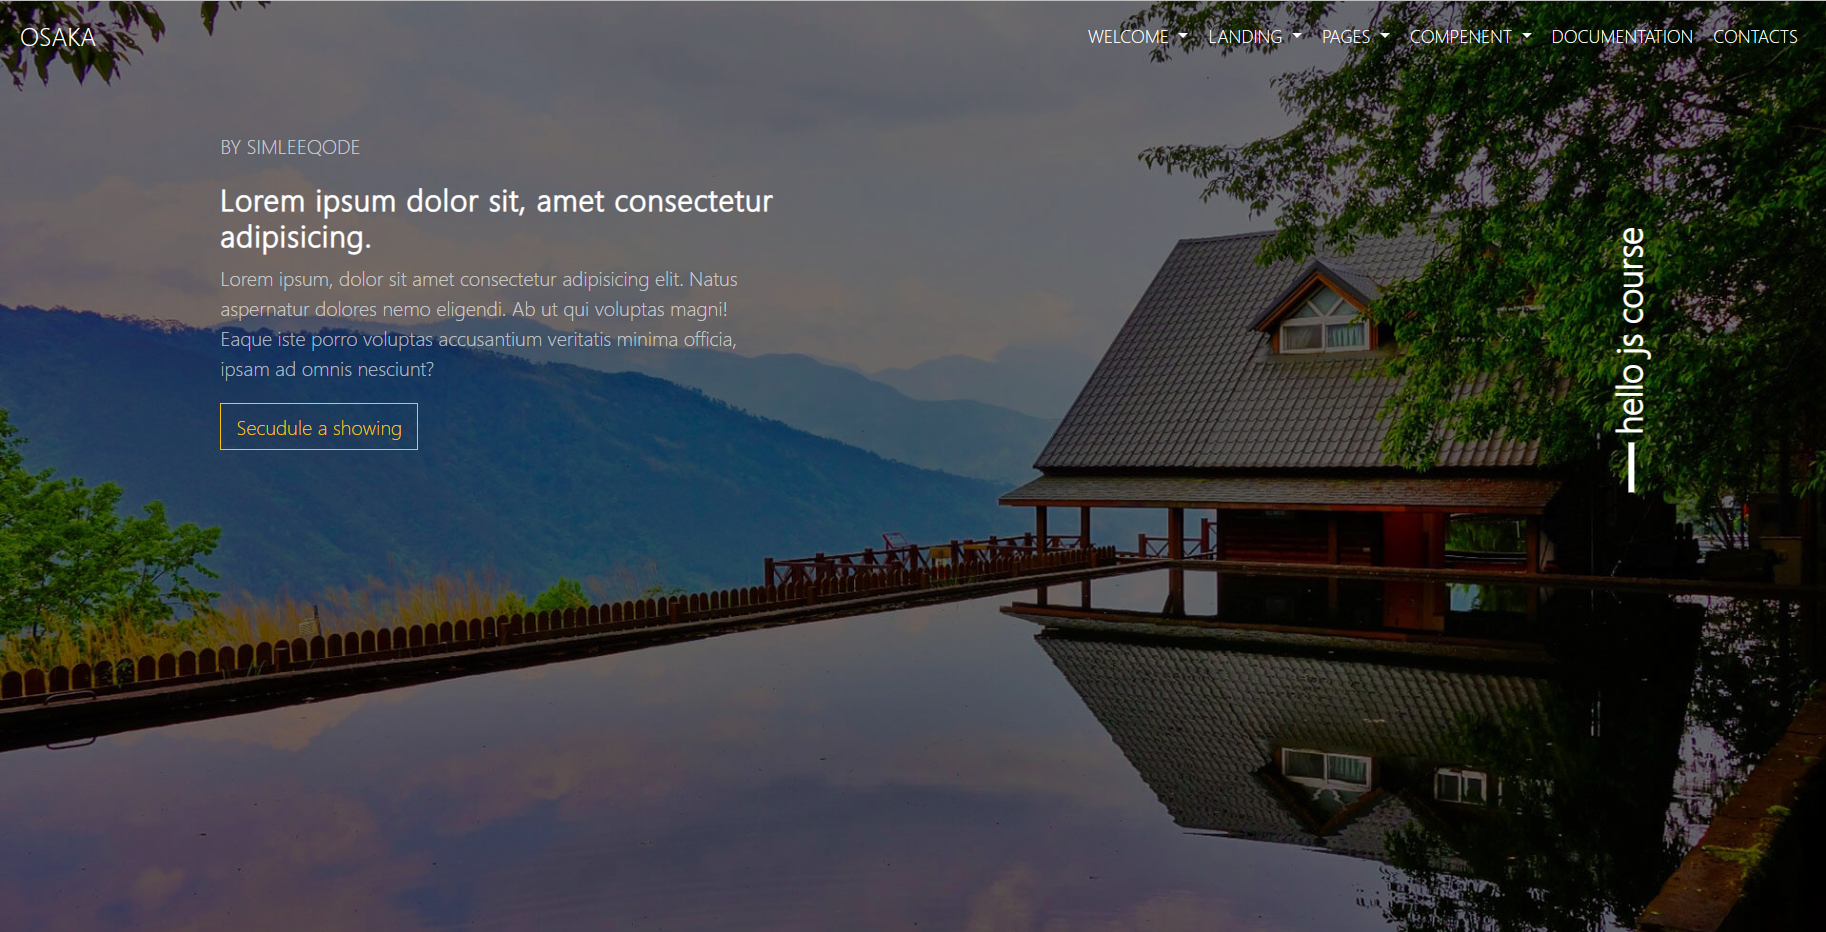 OSAKA
WELCOME LANDING PAGES COMPENENT DOCUMENTATION CONTACTS
BY SIMLEEQODE
Lorem ipsum dolor sit, amet consectetur
adipisicing.
Lorem ipsum, dolor sit amet consectetur adipisicing elit. Natus
aspernatur dolores nemo eligendi. Ab ut qui voluptas magni!
Eaque iste porro voluptas accusantium veritatis minima officia,
ipsam ad omnis nesciunt?
Secudule a showing
hello js course